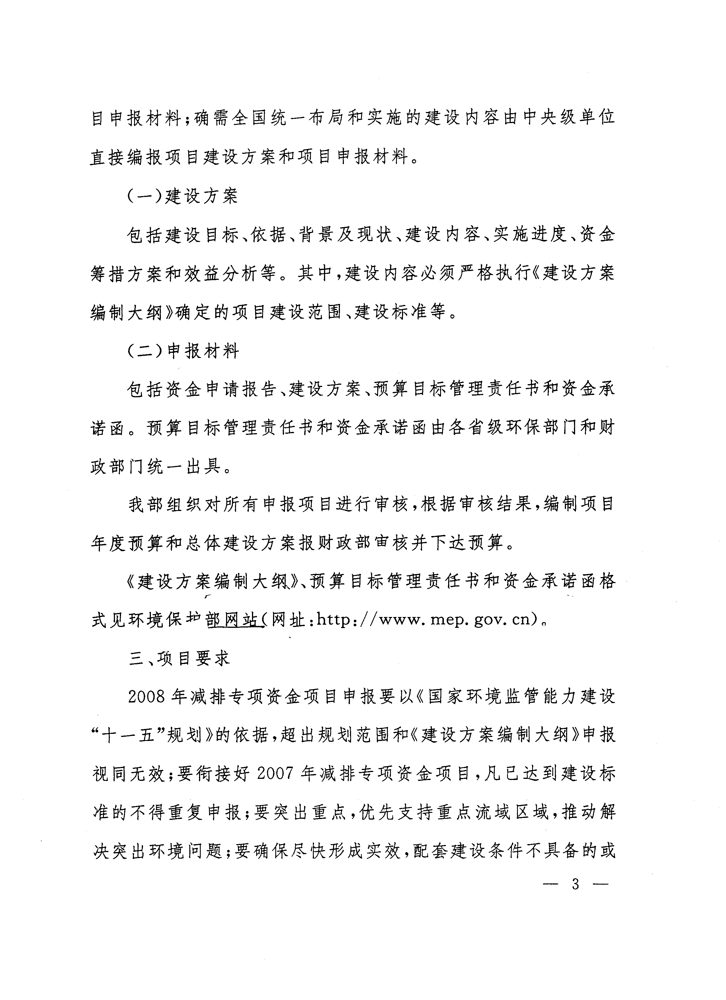 目申报材料;确需全国统一布局和实施的建设内容由中央级单位
直接编报项目建设方案和项目申报材料。
(一)建设方案
包括建设目标、依据、背景及现状、建设内容、实施进度、资金
筹措方案和效益分析等。其中,建设内容必须严格执行《建设方案
编制大纲》确定的项目建设范围、建设标准等。
(二)申报材料
包括资金申请报告、建设方案、预算目标管理责任书和资金承
诺函。预算目标管理责任书和资金承诺函由各省级环保部门和财
政部门统一出具。
我部组织对所有申报项目进行审核,根据审核结果,编制项目
年度预算和总体建设方案报财政部审核并下达预算。
《建设方案编制大纲》、预算目标管理责任书和资金承诺函格
式见环境保护部网站(网址:http://www.mep.gov.cn)。
三、项目要求
2008年减排专项资金项目申报要以《国家环境监管能力建设
“十一五”规划》的依据,超出规划范围和《建设方案编制大纲》申报
视同无效;要衔接好2007年减排专项资金项目,凡已达到建设标
准的不得重复申报;要突出重点,优先支持重点流域区域,推动解
决突出环境问题;要确保尽快形成实效,配套建设条件不具备的或
— 3 —